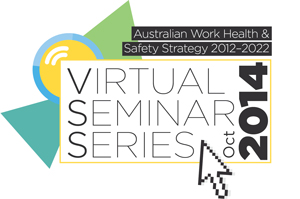 Australian Work Health &
Safety Strategy 2012–2022
VIRTUAL
SEMINAR
SERIES
Oct
2014